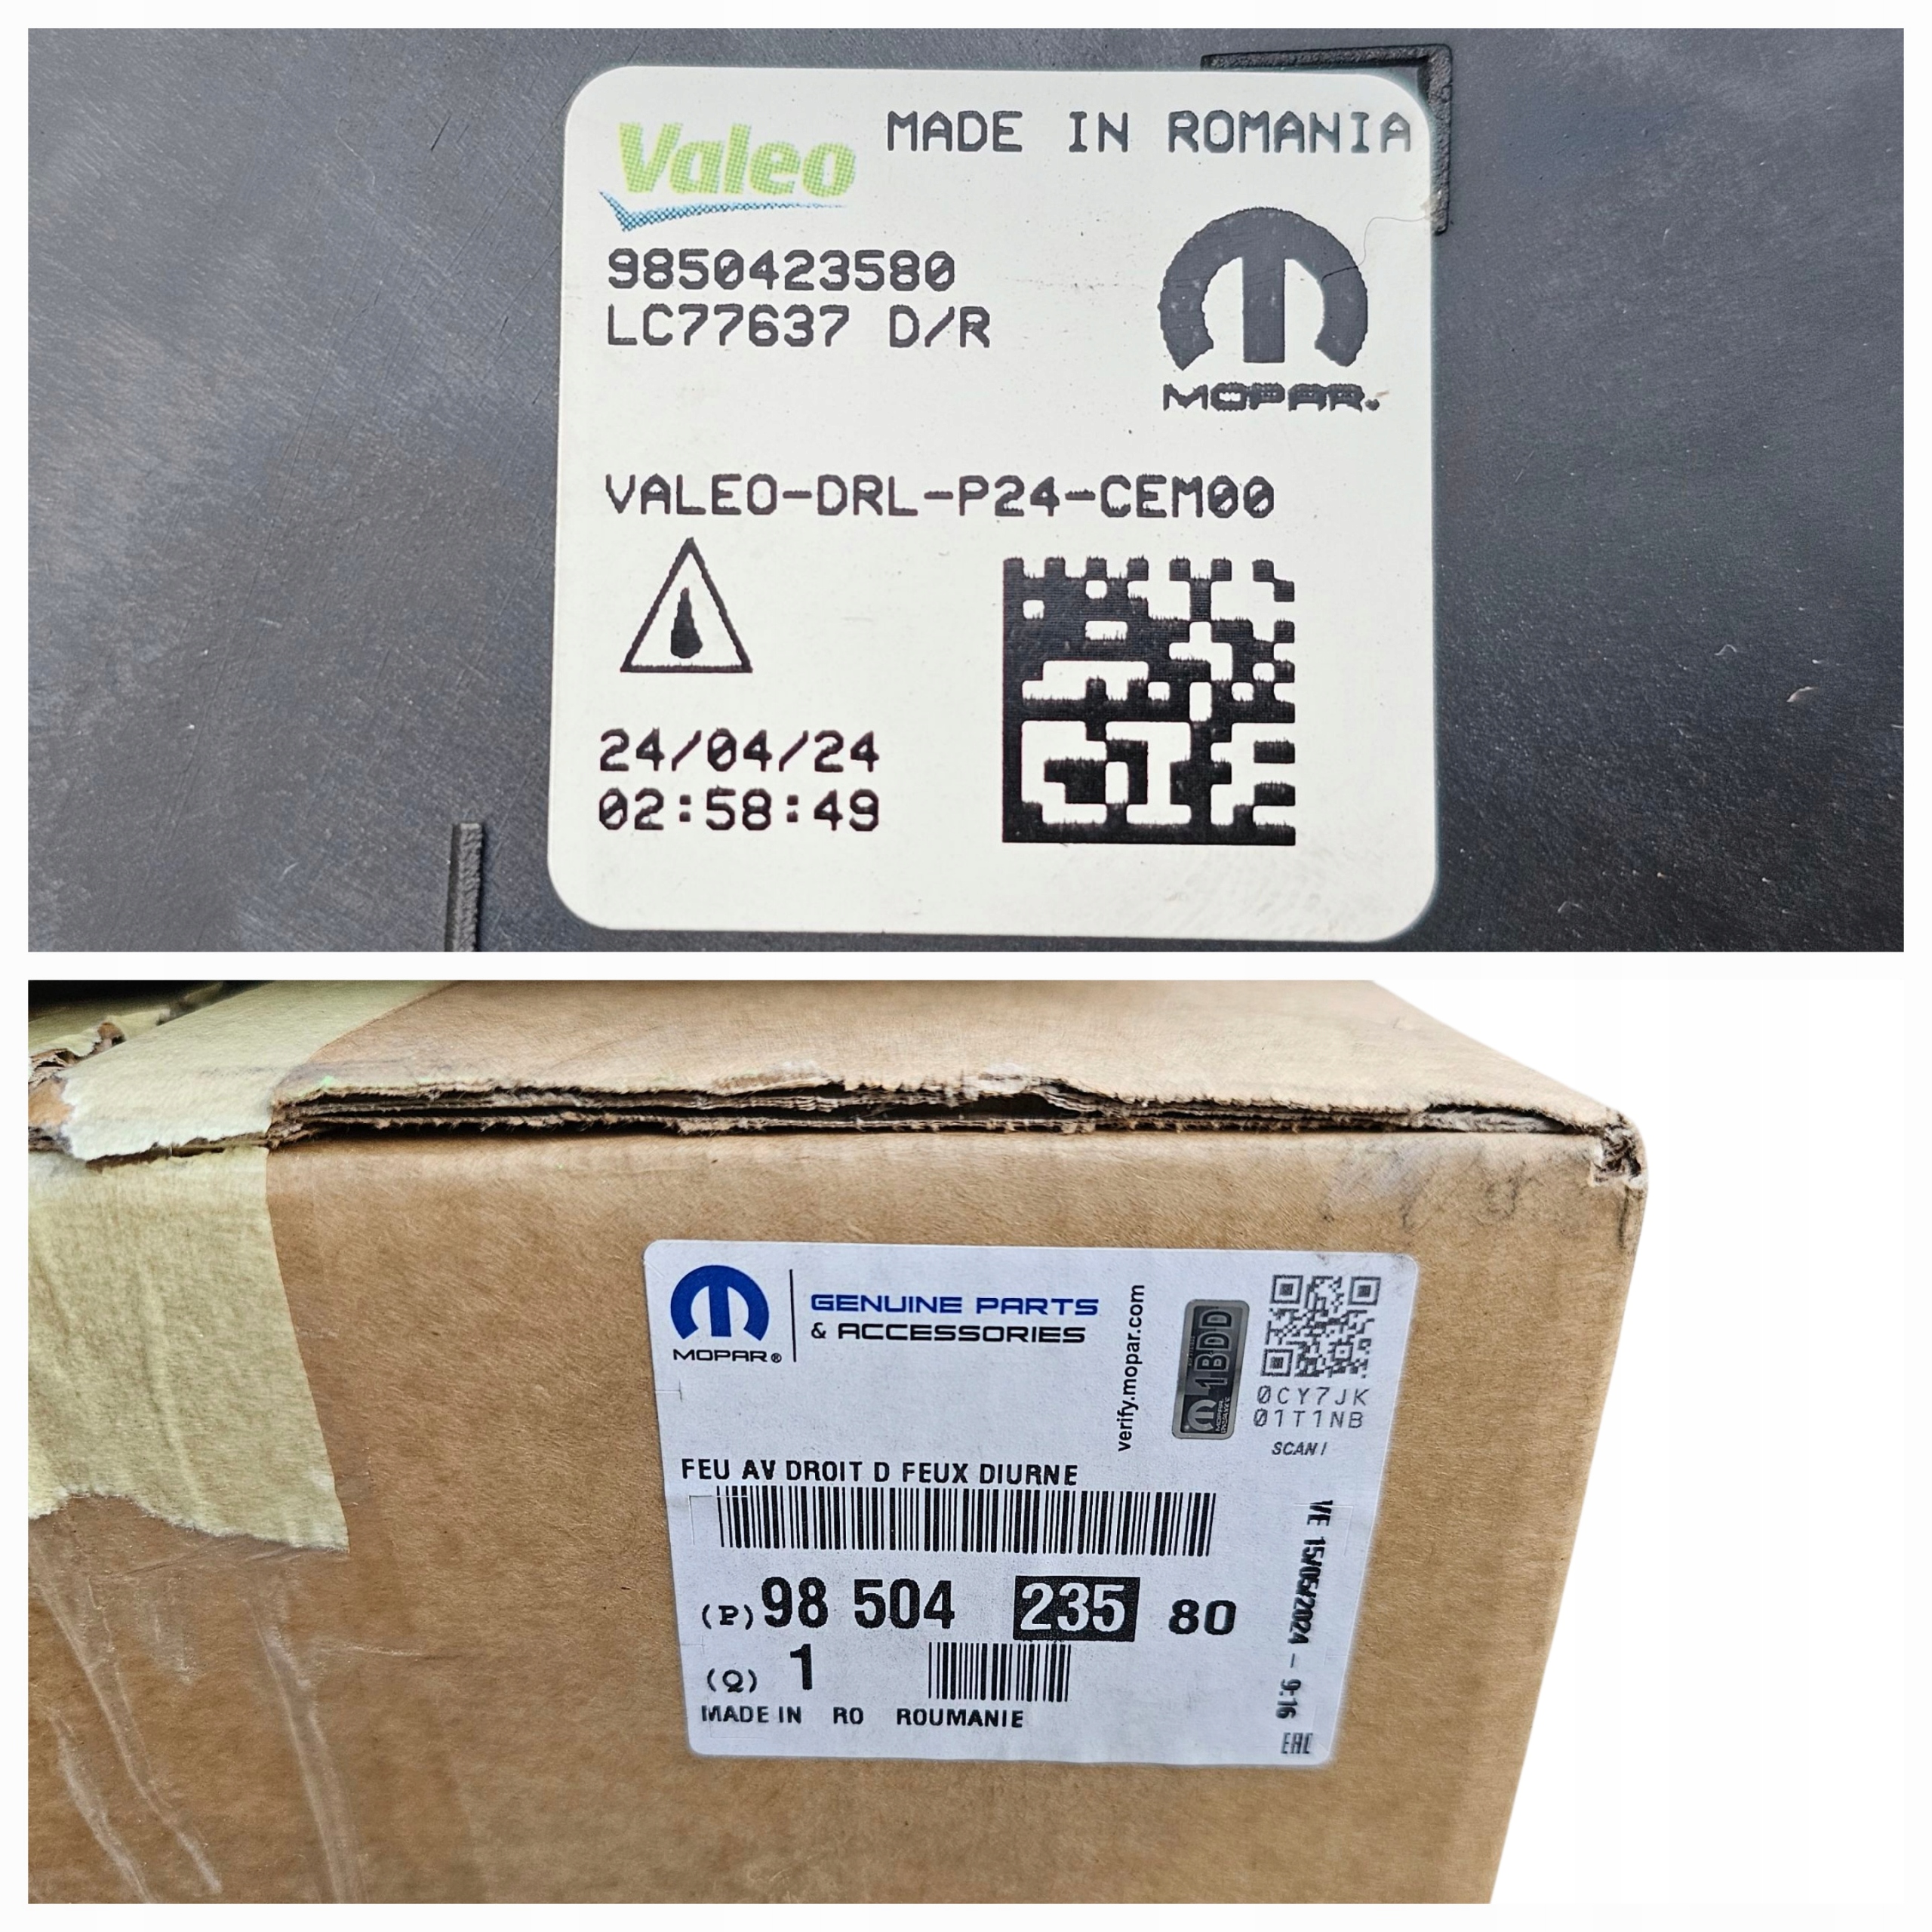 Valeo
MADE IN ROMANIA
9850423580
LC77637 D/R
MOPAR.
VALEO-DRL-P24-CEM00
24/04/24
02:58:49
MOPAR®
GENUINE PARTS
& ACCESSORIES
verify.mopar.com
1BDD
0CY7JK
01T1NB
SCAN!
FEU AV DROIT D FEUX DIURNE
(P) 98 504 235 80
(Q) 1
MADE IN RO ROUMANIE
VE 15/05/2024 - 9:16
EAC